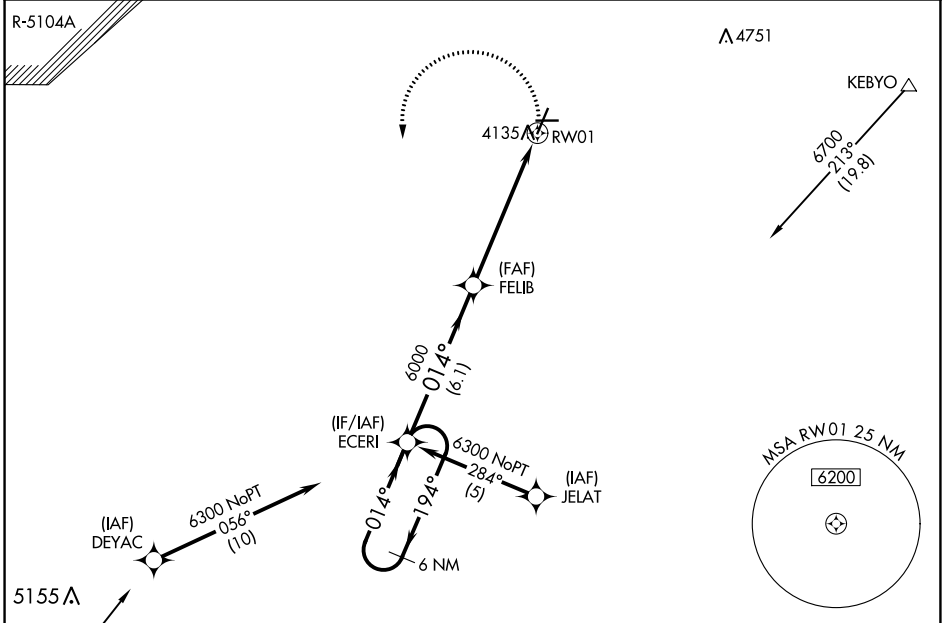 R-5104A
4751
KEBYO
6700
213°
(19.8)
4135
RW01
(FAF)
FELIB
6000
014°
(6.1)
(IF/IAF)
ECERI
6300 NoPT
284°
(5)
(IAF)
JELAT
014°
194°
6 NM
6300 NoPT
056°
(10)
(IAF)
DEYAC
5155
MSA RW01 25 NM
6200